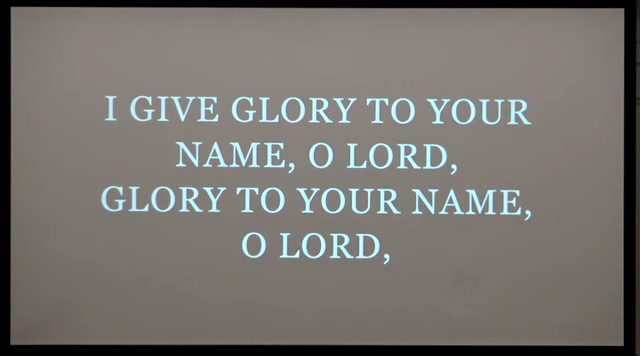 I GIVE GLORY TO YOUR
NAME, O LORD,
GLORY TO YOUR NAME,
O LORD,